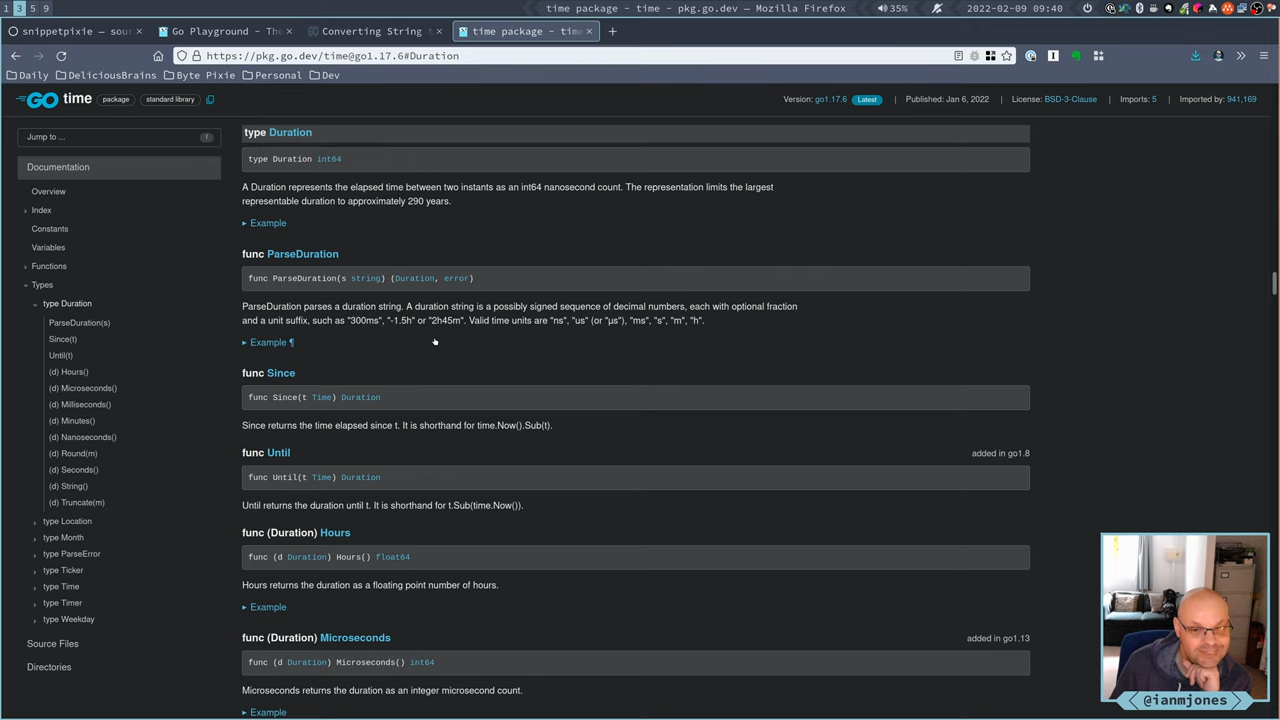 1 3 5 9
time package - time - pkg.go.dev — Mozilla Firefox
35%
2022-02-09 09:40
snippetpixie — sour
Go Playground - The
Converting String t
time package - time
https://pkg.go.dev/time@go1.17.6#Duration
Daily
DeliciousBrains
Byte Pixie
Personal
Dev
GO time package standard library
Version: go1.17.6 Latest
Published: Jan 6, 2022
License: BSD-3-Clause
Imports: 5
Imported by: 941,169
Jump to ...
f
Documentation
Overview
Index
Constants
Variables
Functions
Types
type Duration
ParseDuration(s)
Since(t)
Until(t)
(d) Hours()
(d) Microseconds()
(d) Milliseconds()
(d) Minutes()
(d) Nanoseconds()
(d) Round(m)
(d) Seconds()
(d) String()
(d) Truncate(m)
type Location
type Month
type ParseError
type Ticker
type Time
type Timer
type Weekday
Source Files
Directories
type Duration
type Duration int64
A Duration represents the elapsed time between two instants as an int64 nanosecond count. The representation limits the largest
representable duration to approximately 290 years.
Example
func ParseDuration
func ParseDuration(s string) (Duration, error)
ParseDuration parses a duration string. A duration string is a possibly signed sequence of decimal numbers, each with optional fraction
and a unit suffix, such as "300ms", "-1.5h" or "2h45m". Valid time units are "ns", "us" (or "µs"), "ms", "s", "m", "h".
Example ¶
func Since
func Since(t Time) Duration
Since returns the time elapsed since t. It is shorthand for time.Now().Sub(t).
func Until
added in go1.8
func Until(t Time) Duration
Until returns the duration until t. It is shorthand for t.Sub(time.Now()).
func (Duration) Hours
func (d Duration) Hours() float64
Hours returns the duration as a floating point number of hours.
Example
func (Duration) Microseconds
added in go1.13
func (d Duration) Microseconds() int64
Microseconds returns the duration as an integer microsecond count.
Example
@ianmjones